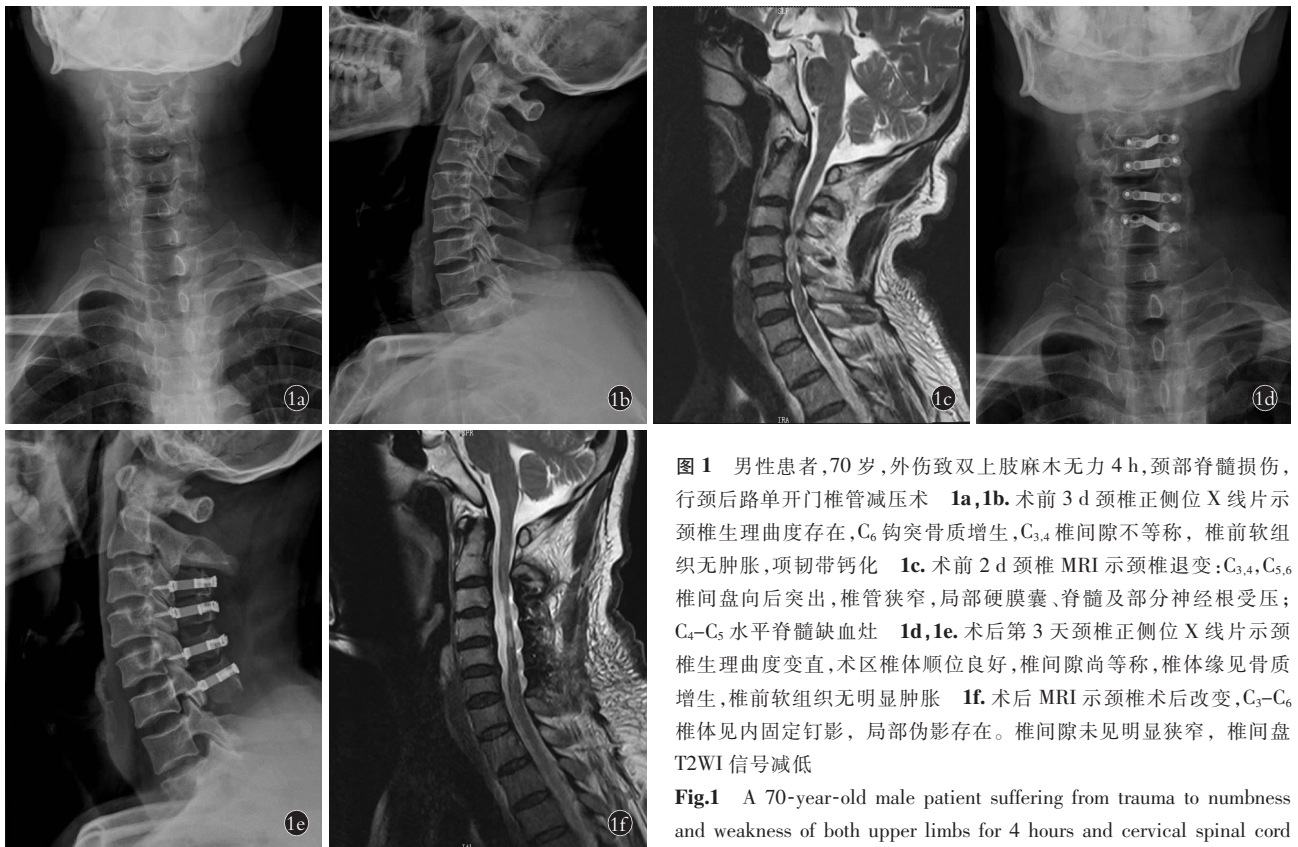 1a
1b
1c
1d
1e
1f
IRA
图 1 男性患者,70 岁,外伤致双上肢麻木无力 4 h,颈部脊髓损伤,
行颈后路单开门椎管减压术 1a,1b. 术前 3 d 颈椎正侧位 X 线片示
颈椎生理曲度存在,C6 钩突骨质增生,C3,4 椎间隙不等称，椎前软组
织无肿胀,项韧带钙化 1c. 术前 2 d 颈椎 MRI 示颈椎退变:C3,4,C5,6
椎间盘向后突出,椎管狭窄,局部硬膜囊、脊髓及部分神经根受压;
C4–C5 水平脊髓缺血灶 1d,1e. 术后第 3 天颈椎正侧位 X 线片示颈
椎生理曲度变直,术区椎体顺位良好,椎间隙尚等称,椎体缘见骨质
增生,椎前软组织无明显肿胀 1f. 术后 MRI 示颈椎术后改变,C3–C6
椎体见内固定钉影，局部伪影存在。椎间隙未见明显狭窄，椎间盘
T2WI 信号减低
Fig.1 A 70-year-old male patient suffering from trauma to numbness
and weakness of both upper limbs for 4 hours and cervical spinal cord